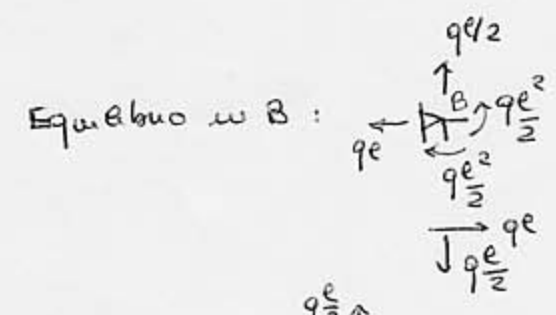 qℓ/2
Equilibrio in B : qℓ B qℓ²/2
qℓ²/2
qℓ
qℓ/2
qℓ/2